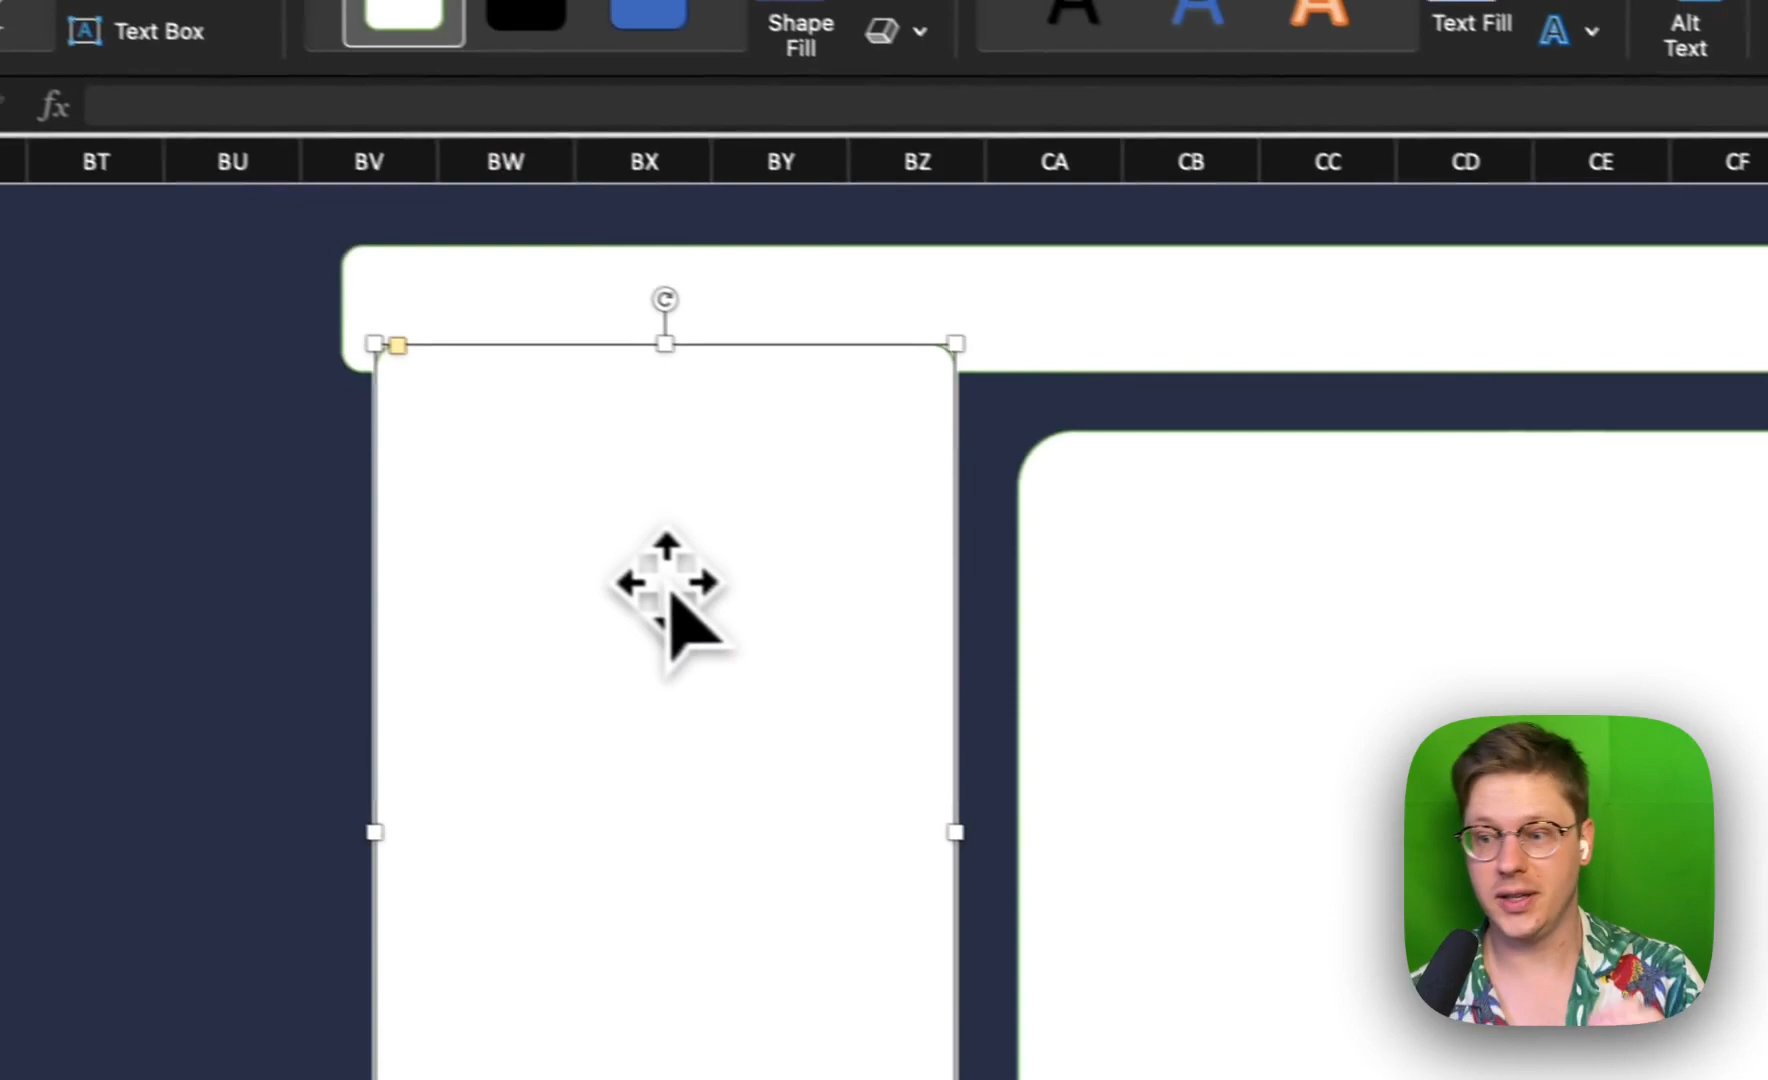 Text Box
Shape
Fill
A A A
Text Fill
A
Alt
Text
fx
BT BU BV BW BX BY BZ CA CB CC CD CE CF